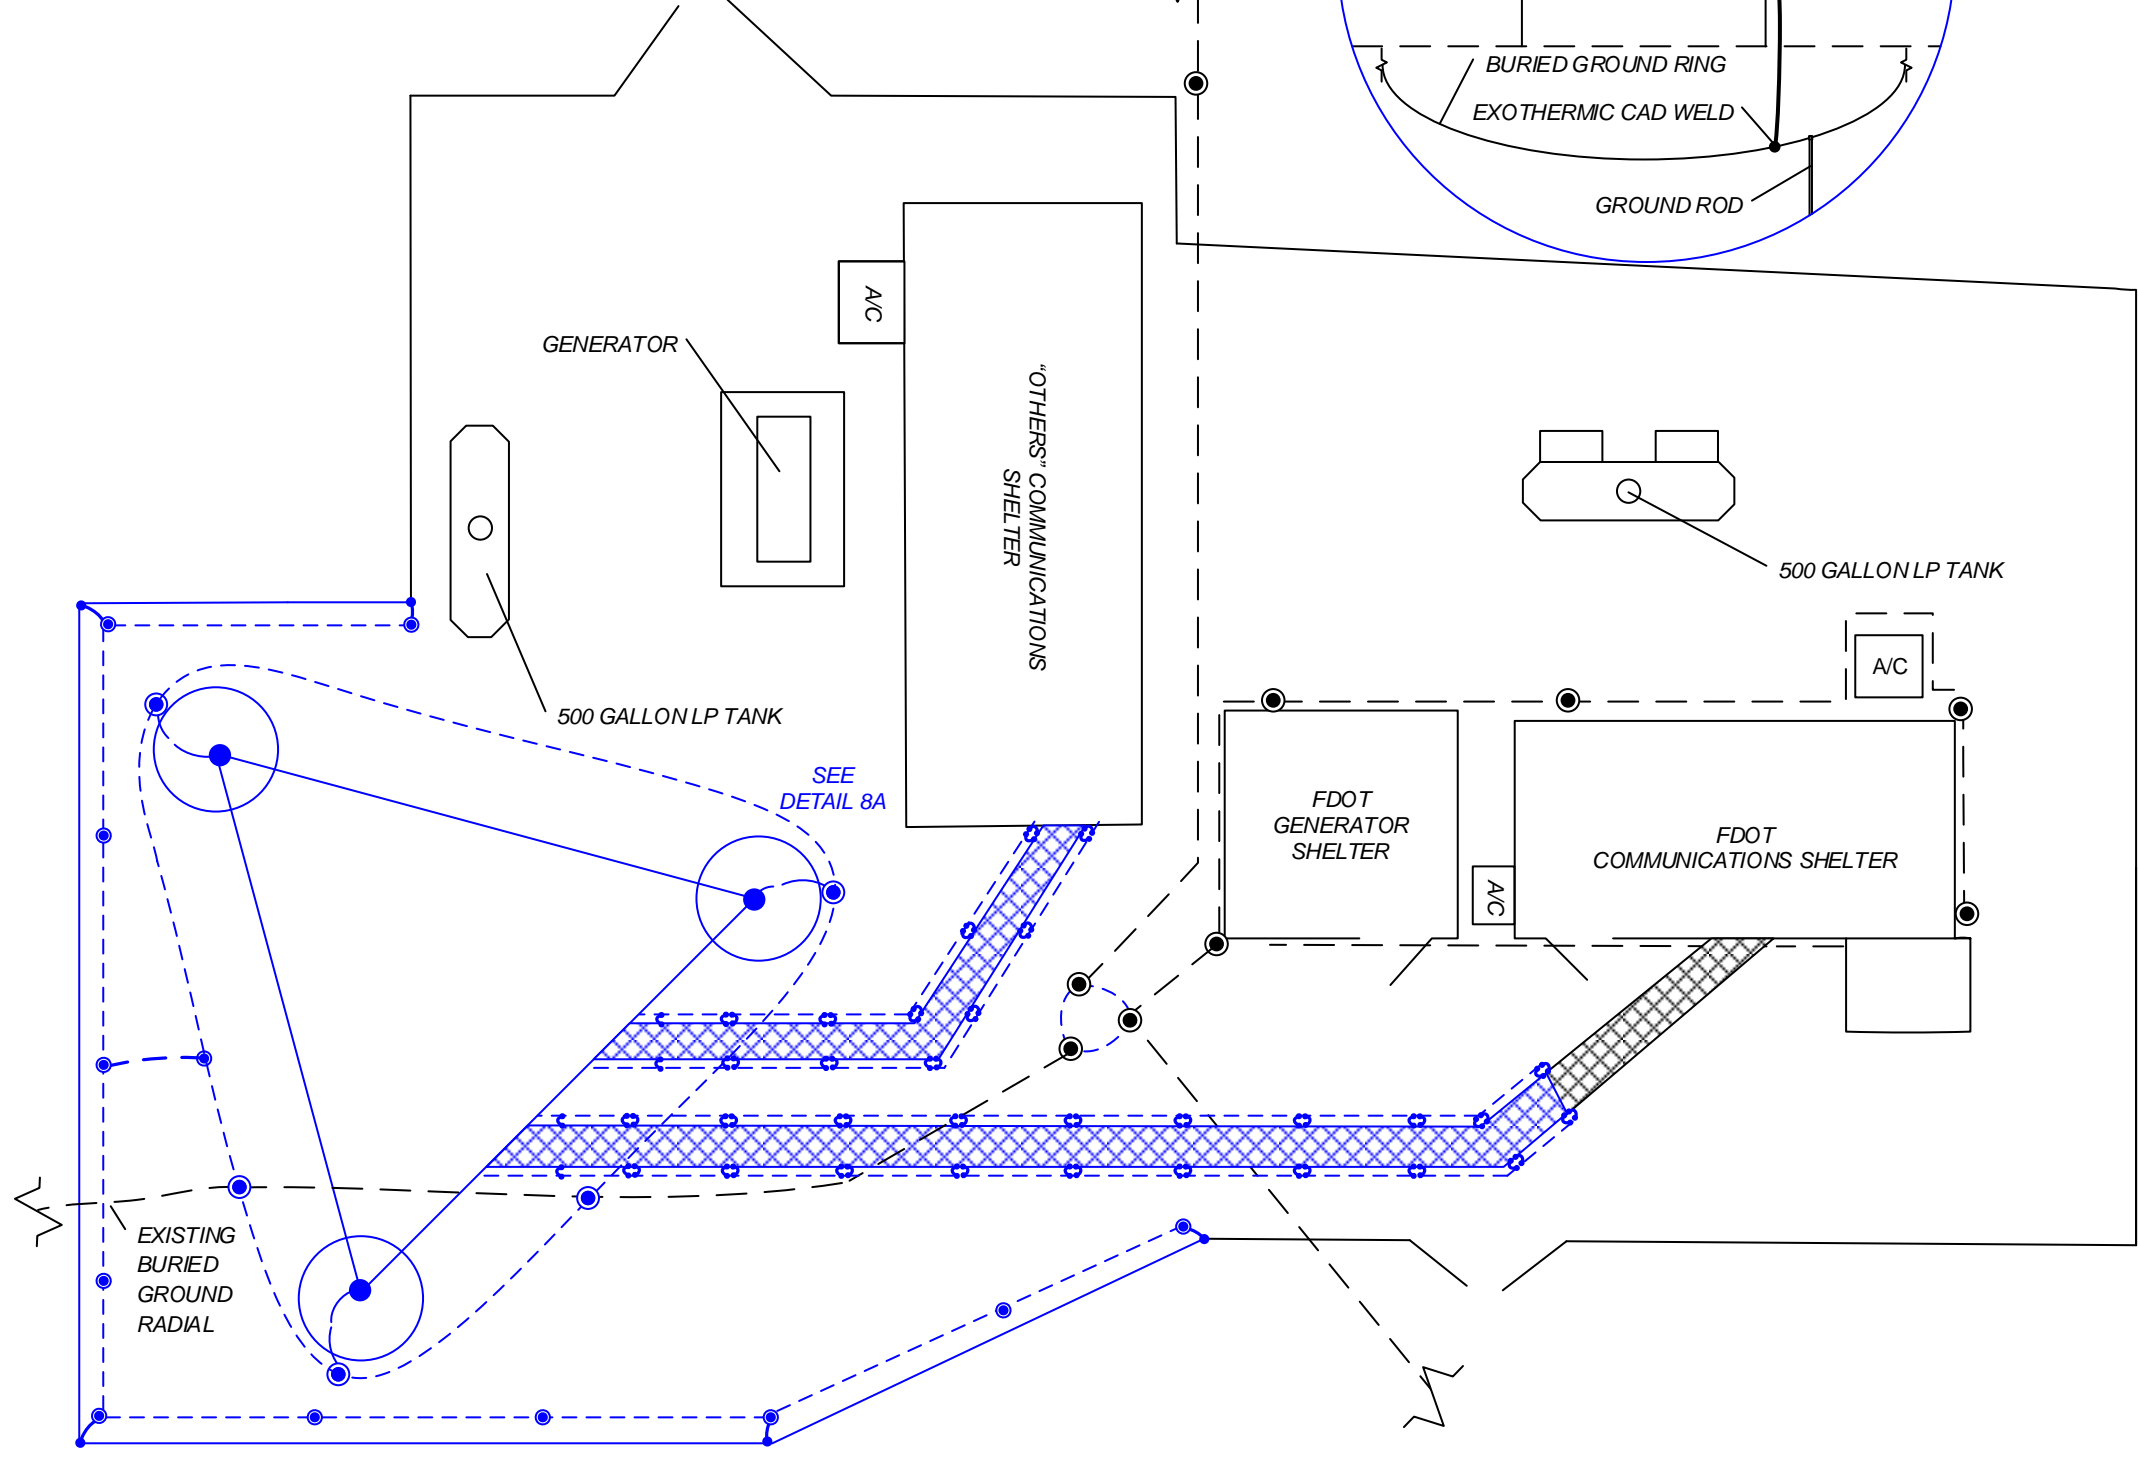 BURIED GROUND RING
EXOTHERMIC CAD WELD
GROUND ROD
A/C
GENERATOR
"OTHERS" COMMUNICATIONS
SHELTER
500 GALLON LP TANK
A/C
500 GALLON LP TANK
SEE
DETAIL 8A
FDOT
GENERATOR
SHELTER
FDOT
COMMUNICATIONS SHELTER
A/C
EXISTING
BURIED
GROUND
RADIAL